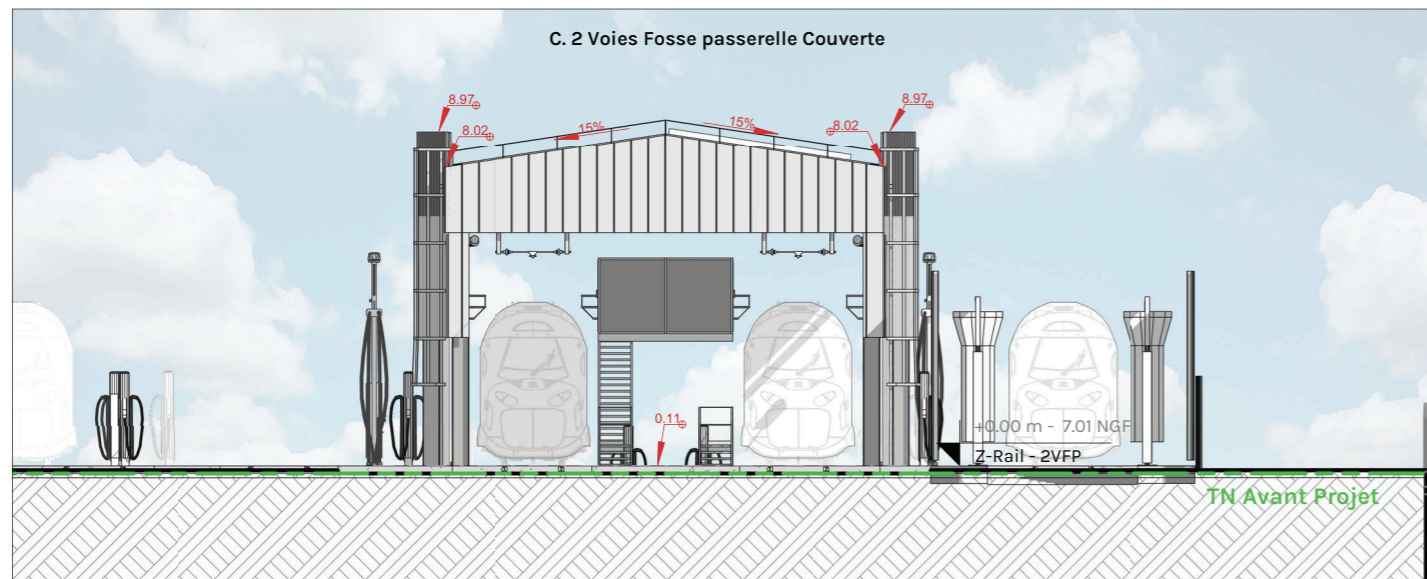 C. 2 Voies Fosse passerelle Couverte
8.97
8.97
8.02
15%
15%
8.02
0.11
+0.00 m - 7.01 NGF
Z-Rail - 2VFP
TN Avant Projet